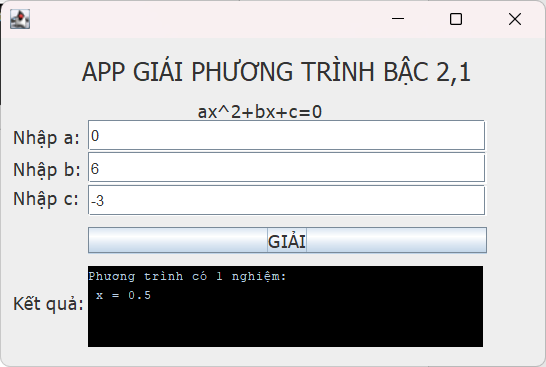 APP GIẢI PHƯƠNG TRÌNH BẬC 2,1
ax^2+bx+c=0
Nhập a: 0
Nhập b: 6
Nhập c: -3
GIẢI
Kết quả: Phương trình có 1 nghiệm:
x = 0.5